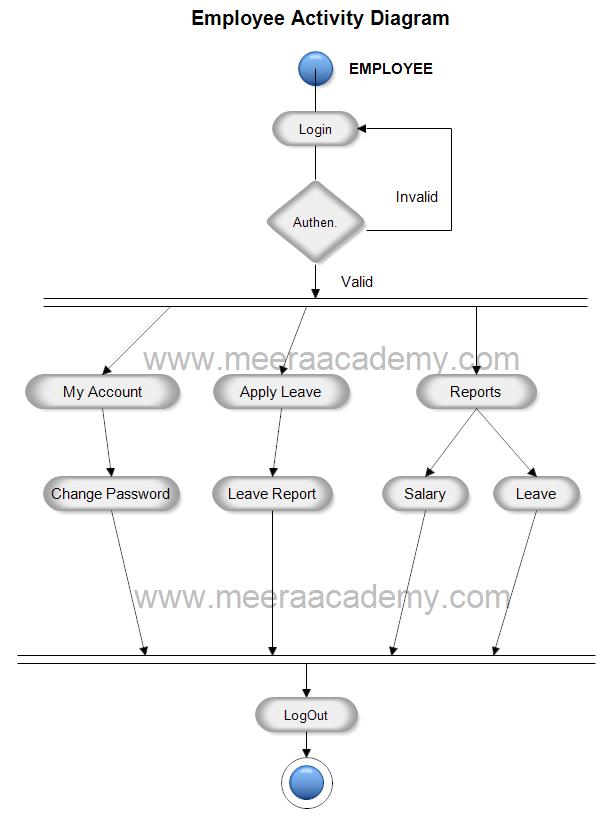 Employee Activity Diagram
EMPLOYEE
Login
Invalid
Authen.
Valid
www.meeraacademy.com
My Account
Apply Leave
Reports
Change Password
Leave Report
Salary
Leave
www.meeraacademy.com
LogOut